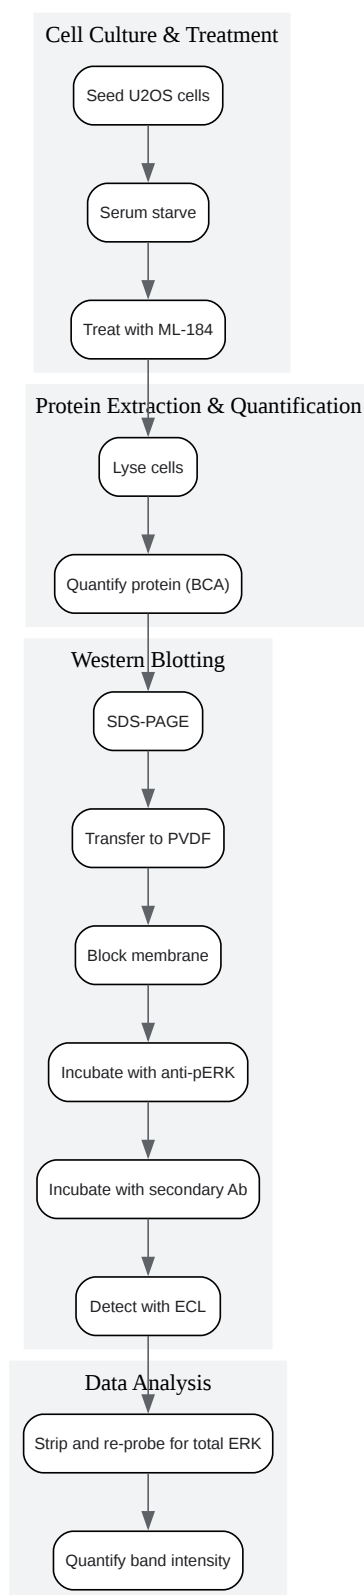 Cell Culture & Treatment
Seed U2OS cells
Serum starve
Treat with ML-184
Protein Extraction & Quantification
Lyse cells
Quantify protein (BCA)
Western Blotting
SDS-PAGE
Transfer to PVDF
Block membrane
Incubate with anti-pERK
Incubate with secondary Ab
Detect with ECL
Data Analysis
Strip and re-probe for total ERK
Quantify band intensity